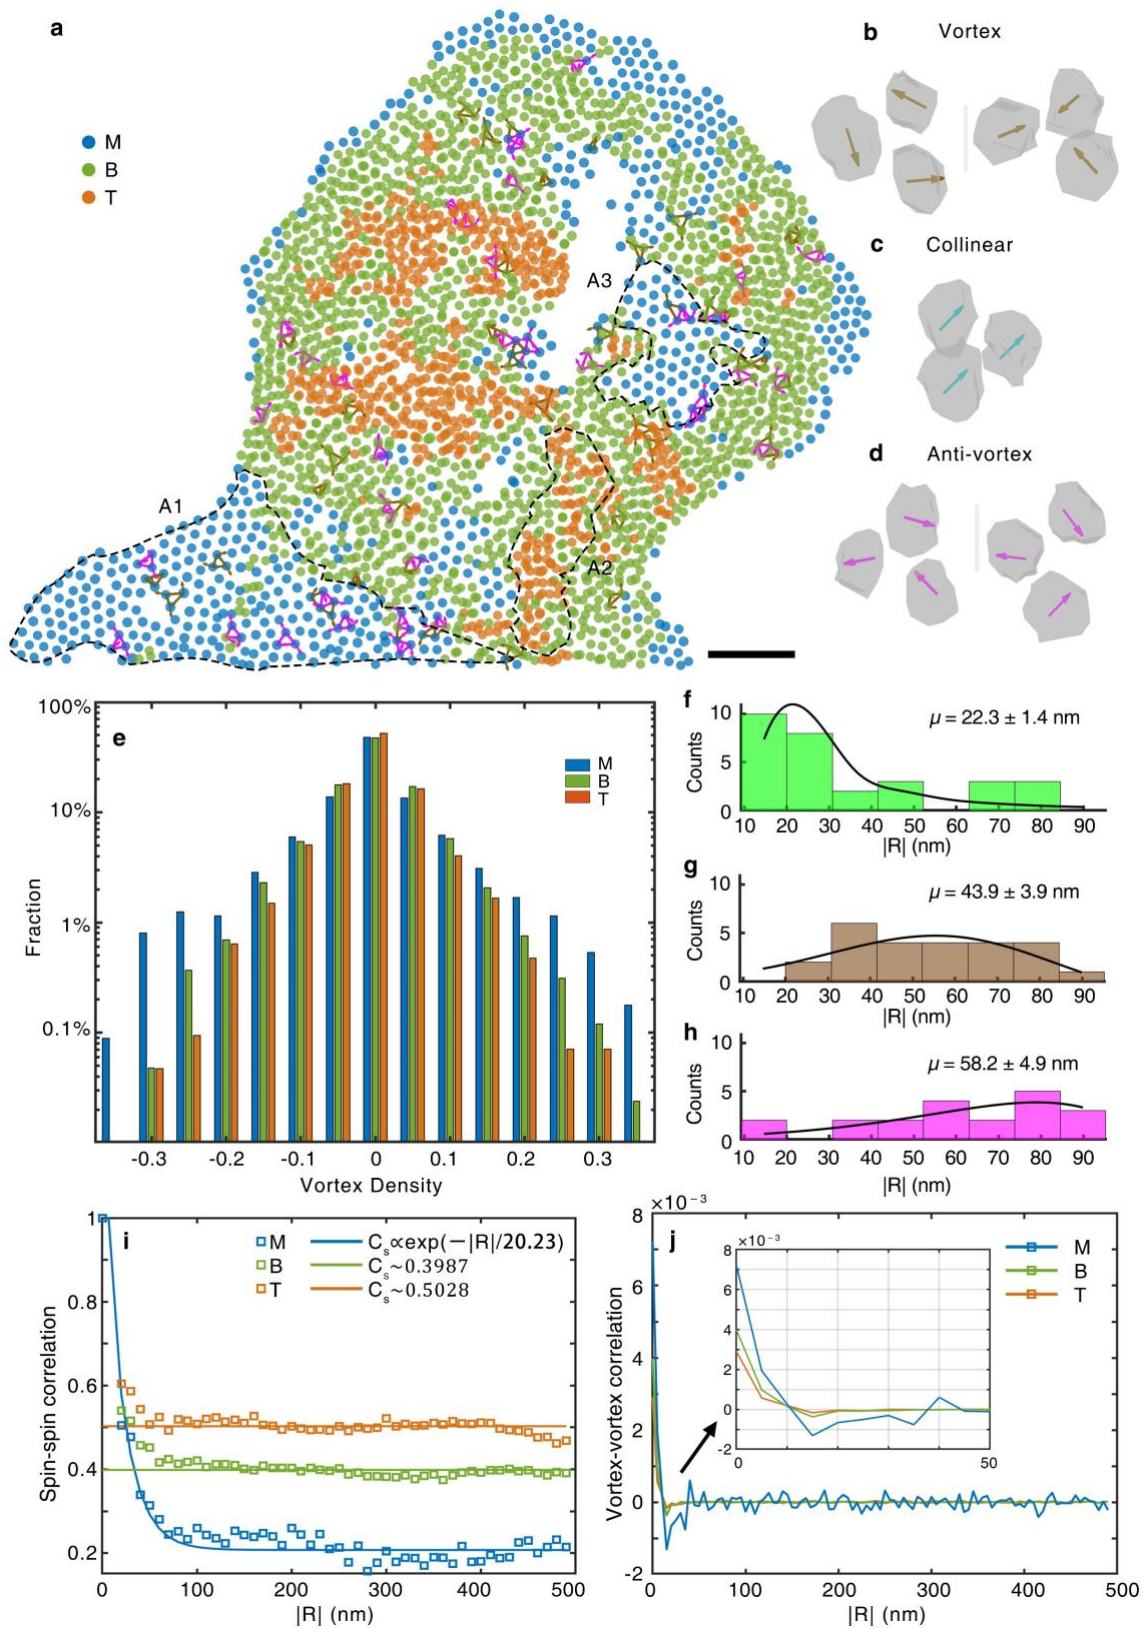 a
M
B
T
A1
A2
A3
b
Vortex
c
Collinear
d
Anti-vortex
e
100%
10%
1%
0.1%
Fraction
-0.3
-0.2
-0.1
0
0.1
0.2
0.3
Vortex Density
M
B
T
f
μ = 22.3 ± 1.4 nm
10
5
0
Counts
10 20 30 40 50 60 70 80 90
|R| (nm)
g
μ = 43.9 ± 3.9 nm
10
5
0
Counts
10 20 30 40 50 60 70 80 90
|R| (nm)
h
μ = 58.2 ± 4.9 nm
10
5
0
Counts
10 20 30 40 50 60 70 80 90
|R| (nm)
i
1
0.8
0.6
0.4
0.2
Spin-spin correlation
M Cs∝exp(−|R|/20.23)
B Cs~0.3987
T Cs~0.5028
0 100 200 300 400 500
|R| (nm)
×10⁻³
j
8
6
4
2
0
-2
Vortex-vortex correlation
×10⁻³
8
6
4
2
0
-2
0 50
M
B
T
0 100 200 300 400 500
|R| (nm)